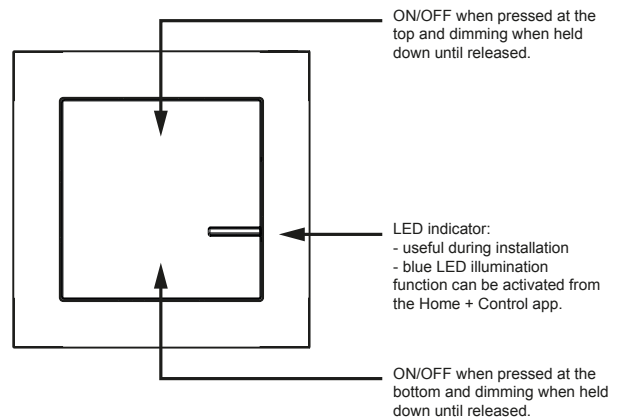 ON/OFF when pressed at the
top and dimming when held
down until released.
LED indicator:
- useful during installation
- blue LED illumination
function can be activated from
the Home + Control app.
ON/OFF when pressed at the
bottom and dimming when held
down until released.